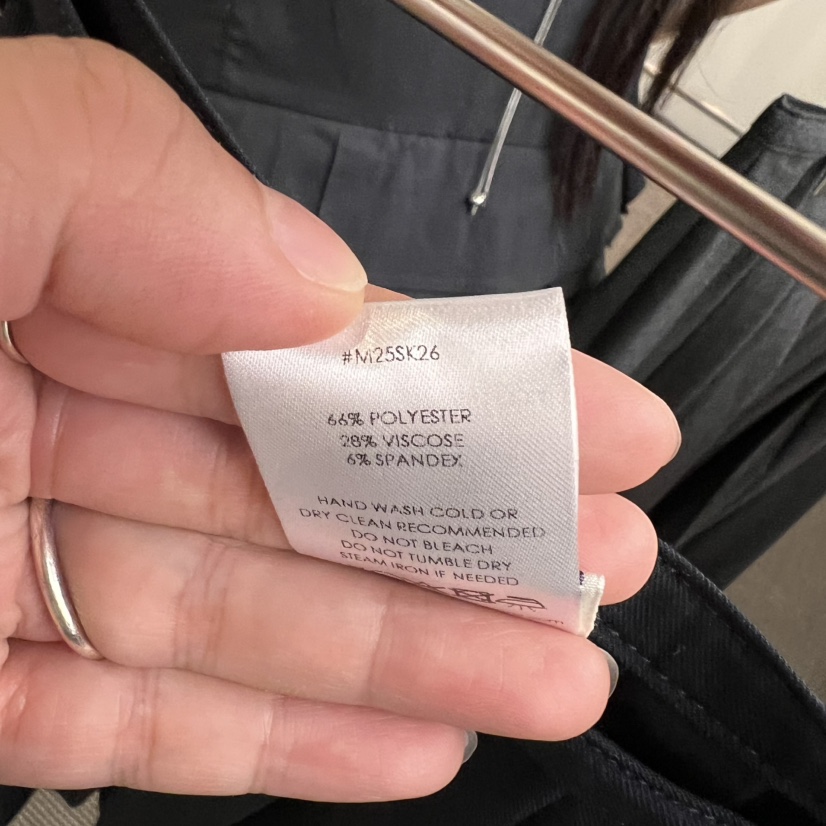 #M25SK26
66% POLYESTER
28% VISCOSE
6% SPANDEX
HAND WASH COLD OR
DRY CLEAN RECOMMENDED
DO NOT BLEACH
DO NOT TUMBLE DRY
STEAM IRON IF NEEDED